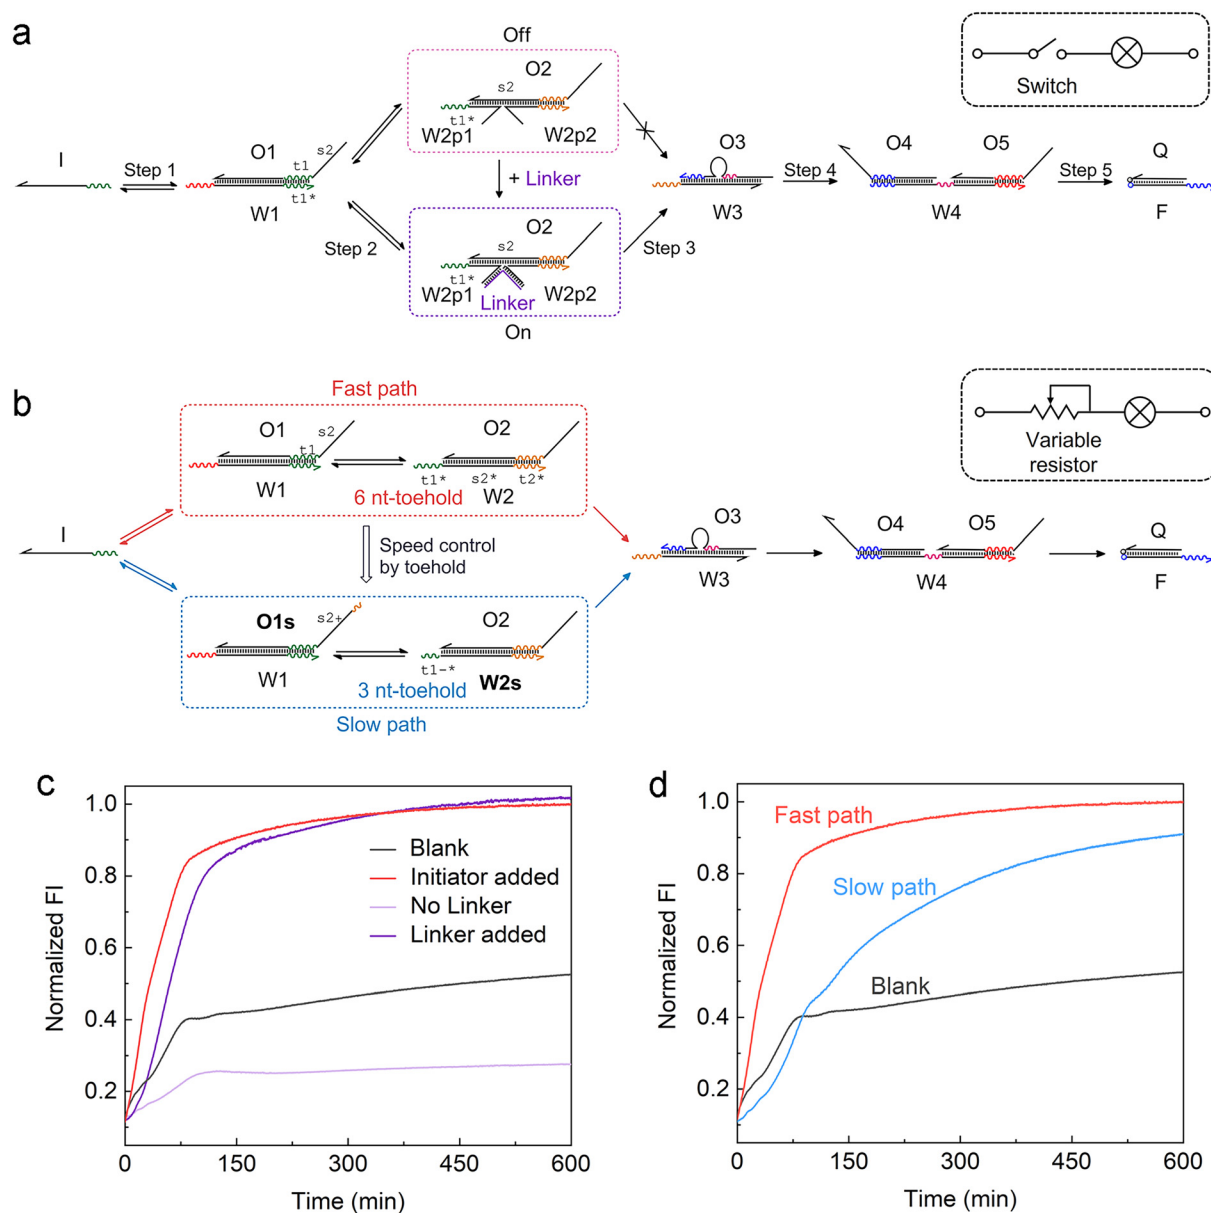 a
Off
O2
s2
t1*
W2p1
W2p2
Switch
I
Step 1
O1
s2
t1
t1*
W1
+ Linker
O3
W3
Step 4
O4
O5
W4
Step 5
Q
F
Step 2
O2
s2
t1*
W2p1
Linker
W2p2
On
Step 3
b
Fast path
O1
s2
t1
W1
O2
t1*
s2*
t2*
W2
6 nt-toehold
Variable
resistor
I
Speed control
by toehold
O3
W3
O4
O5
W4
Q
F
O1s
s2+
W1
O2
t1-*
W2s
3 nt-toehold
Slow path
c
Normalized FI
1.0
0.8
0.6
0.4
0.2
Blank
Initiator added
No Linker
Linker added
0
150
300
450
600
Time (min)
d
Normalized FI
1.0
0.8
0.6
0.4
0.2
Fast path
Slow path
Blank
0
150
300
450
600
Time (min)